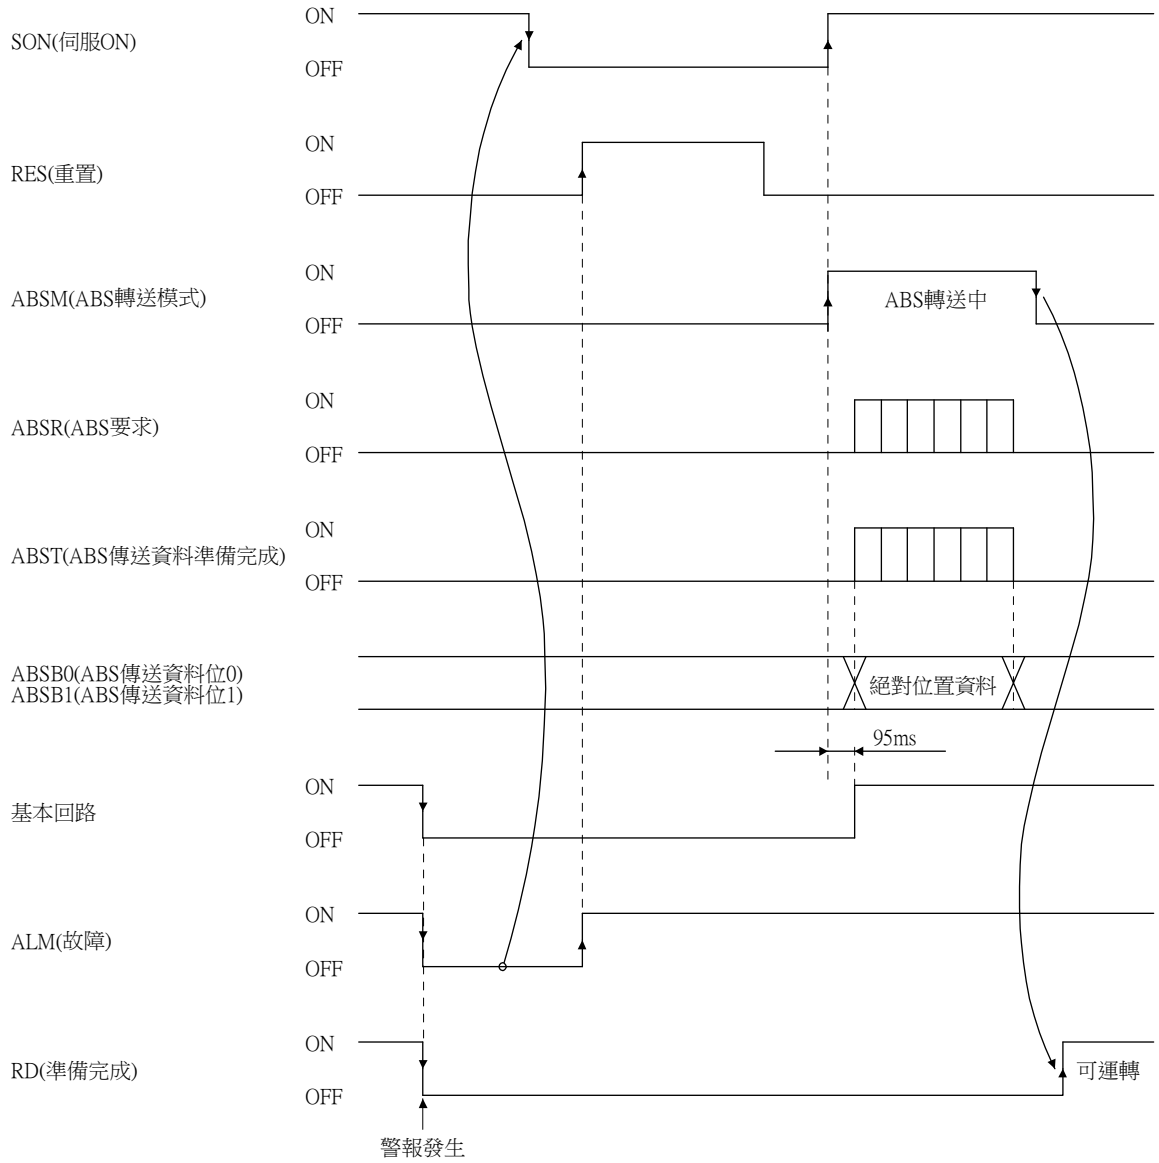 ON
SON(伺服ON)
OFF
ON
RES(重置)
OFF
ON
ABSM(ABS轉送模式)
ABS轉送中
OFF
ON
ABSR(ABS要求)
OFF
ON
ABST(ABS傳送資料準備完成)
OFF
ABSB0(ABS傳送資料位0)
ABSB1(ABS傳送資料位1)
絕對位置資料
95ms
ON
基本回路
OFF
ON
ALM(故障)
OFF
ON
RD(準備完成)
可運轉
OFF
警報發生